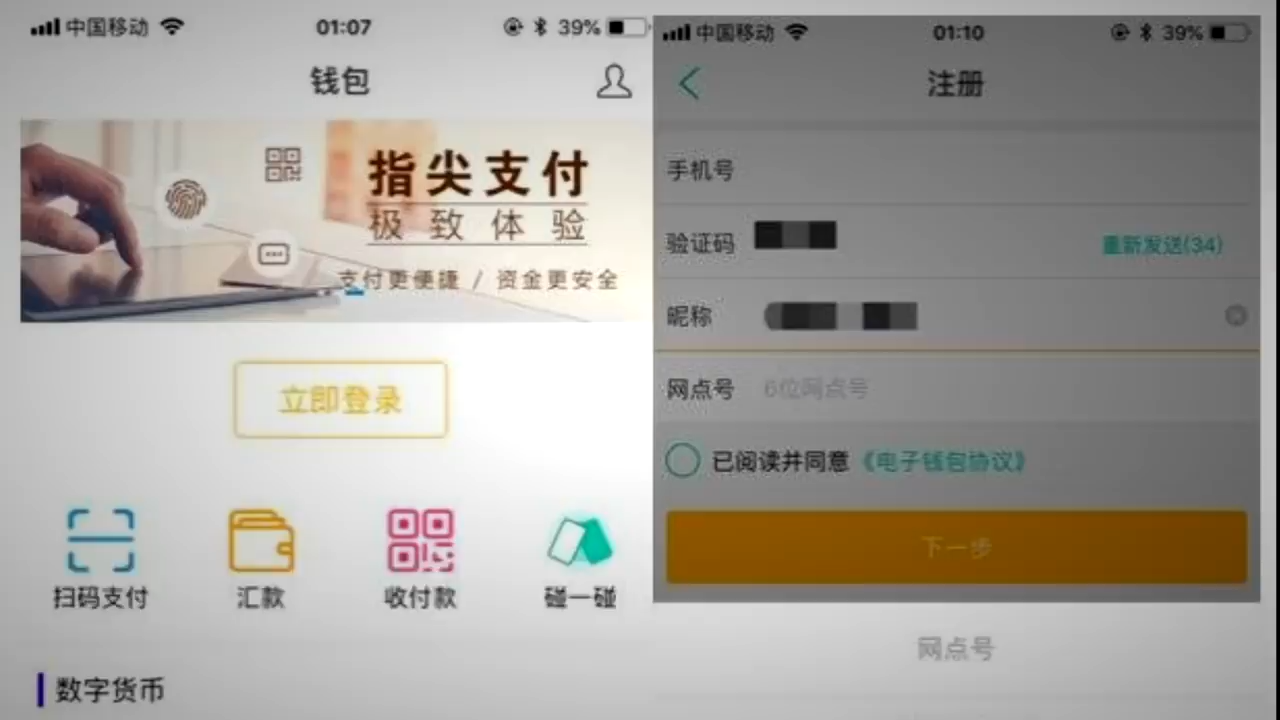 中国移动 01:07 39%
钱包
指尖支付
极致体验
支付更便捷 / 资金更安全
立即登录
扫码支付 汇款 收付款 碰一碰
数字货币
中国移动 01:10 39%
注册
手机号
验证码 重新发送(34)
昵称
网点号 6位网点号
已阅读并同意《电子钱包协议》
下一步
网点号